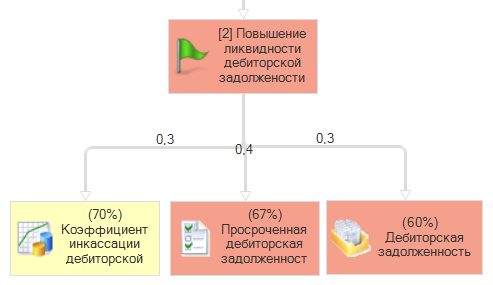 [2] Повышение
ликвидности
дебиторской
задолжености
0,3
0,4
0,3
(70%)
Коэффициент
инкассации
дебиторской
(67%)
Просроченная
дебиторская
задолженност
(60%)
Дебиторская
задолженность